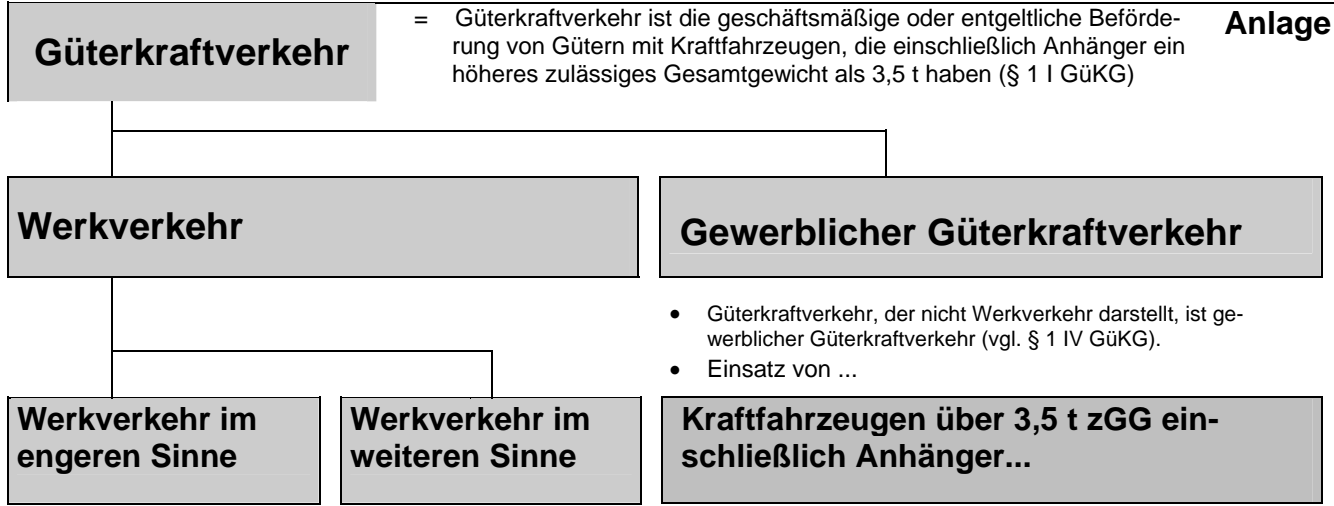 Güterkraftverkehr
= Güterkraftverkehr ist die geschäftsmäßige oder entgeltliche Beförde-
rung von Gütern mit Kraftfahrzeugen, die einschließlich Anhänger ein
höheres zulässiges Gesamtgewicht als 3,5 t haben (§ 1 I GüKG)
Anlage
Werkverkehr
Gewerblicher Güterkraftverkehr
• Güterkraftverkehr, der nicht Werkverkehr darstellt, ist ge-
werblicher Güterkraftverkehr (vgl. § 1 IV GüKG).
• Einsatz von ...
Werkverkehr im
engeren Sinne
Werkverkehr im
weiteren Sinne
Kraftfahrzeugen über 3,5 t zGG ein-
schließlich Anhänger...